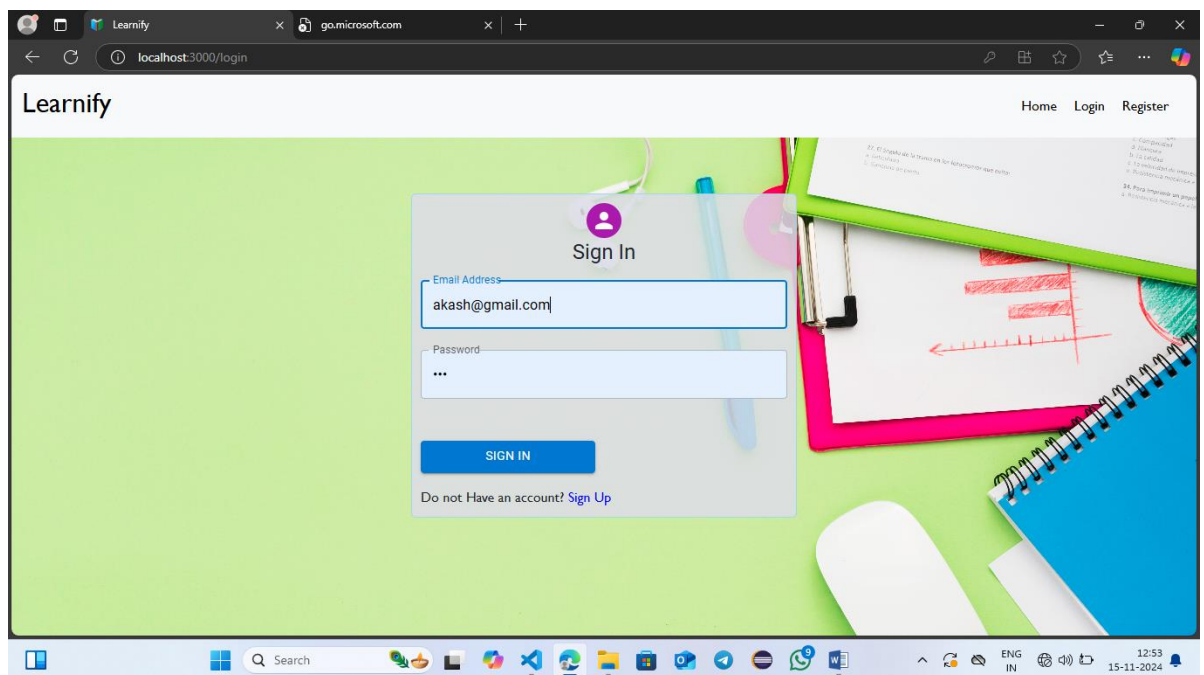 Learnify
go.microsoft.com
localhost:3000/login
Learnify
Home Login Register
Sign In
Email Address
akash@gmail.com
Password
•••
SIGN IN
Do not Have an account? Sign Up
Search
ENG
IN
12:53
15-11-2024